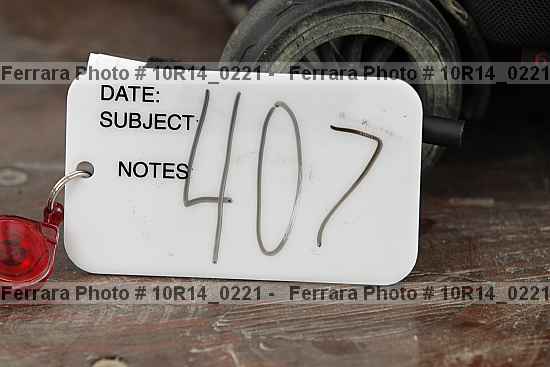 Ferrara Photo # 10R14_0221 - Ferrara Photo # 10R14_0221
DATE:
SUBJECT:
NOTES
407
Ferrara Photo # 10R14_0221 - Ferrara Photo # 10R14_0221